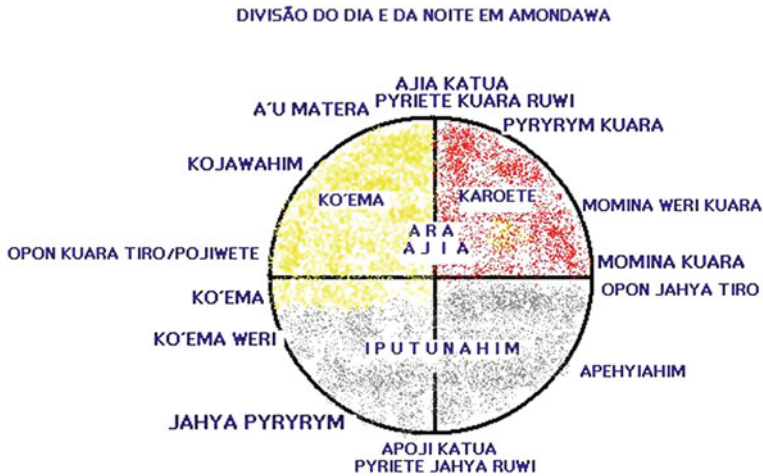 DIVISÃO DO DIA E DA NOITE EM AMONDAWA
AJIA KATUA
PYRIETE KUARA RUWI
A'U MATERA
PYRYRYM KUARA
KOJAWAHIM
KO'EMA
KAROETE
MOMINA WERI KUARA
ARA
AJIA
OPON KUARA TIRO/POJIWETE
MOMINA KUARA
KO'EMA
OPON JAHYA TIRO
KO'EMA WERI
IPUTUNAHIM
APEHYIAHIM
JAHYA PYRYRYM
APOJI KATUA
PYRIETE JAHYA RUWI